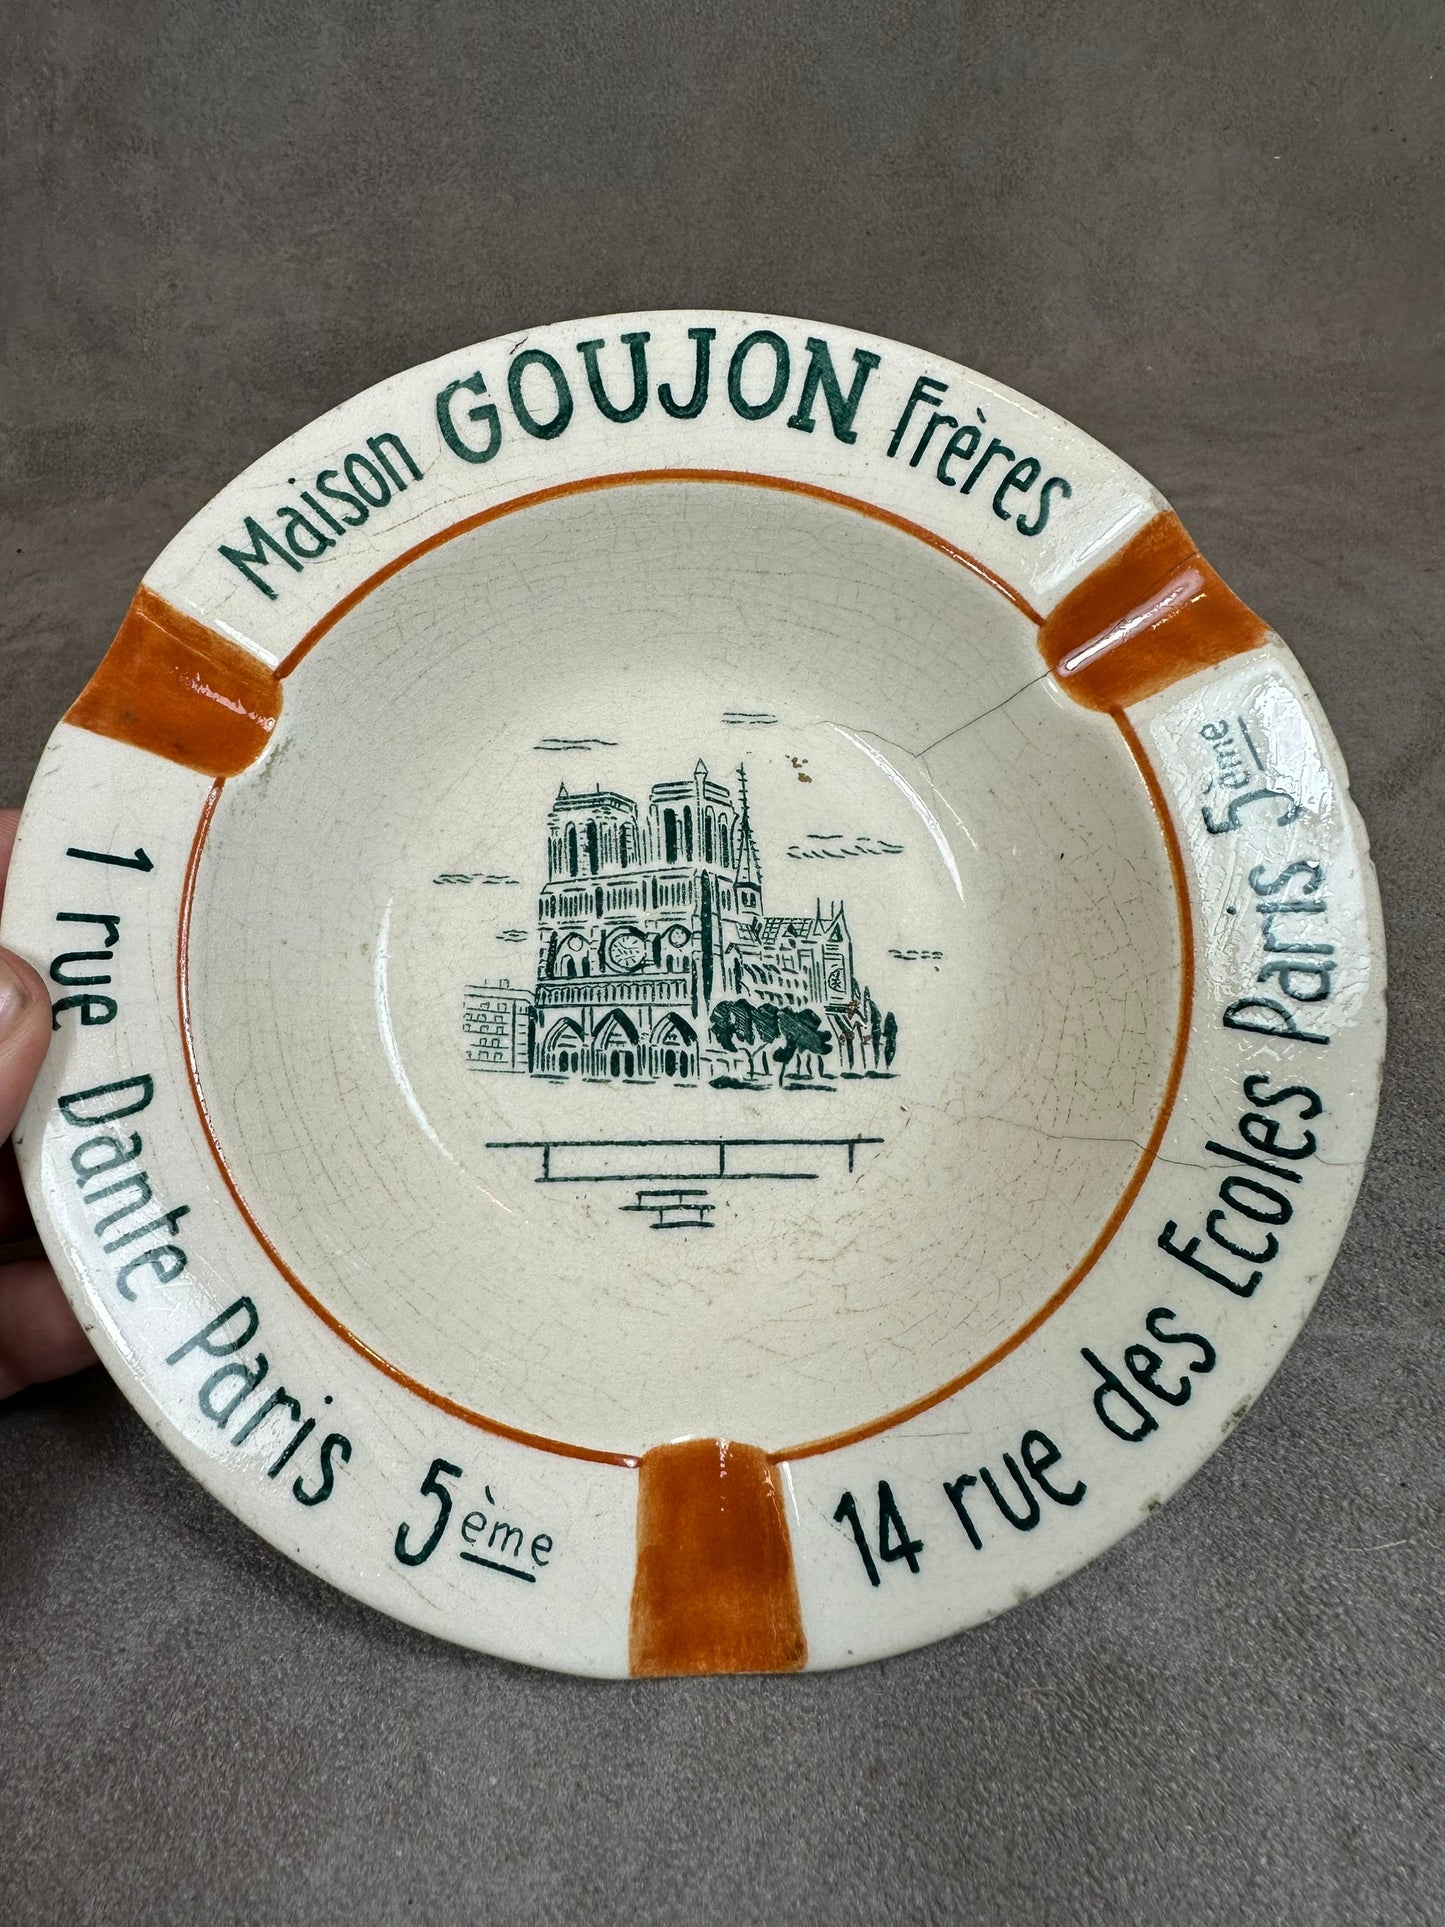 Maison GOUJON Frères
1 rue Dante Paris 5ème
14 rue des Ecoles Paris 5ème